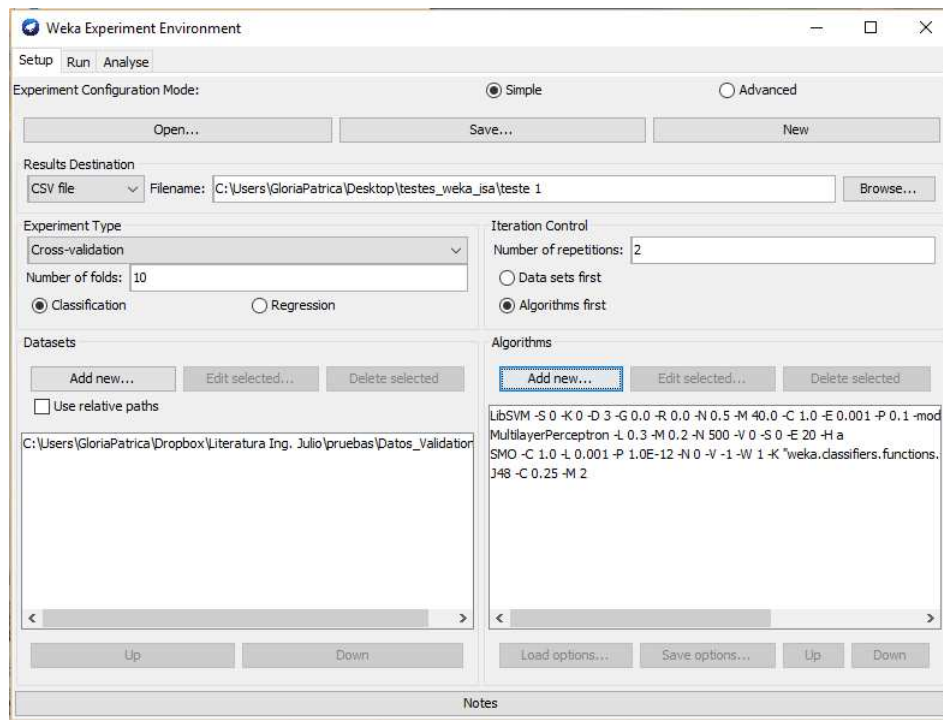 Weka Experiment Environment
Setup Run Analyse
Experiment Configuration Mode: Simple Advanced
Open... Save... New
Results Destination
CSV file Filename: C:\Users\GloriaPatrica\Desktop\testes_weka_isa\teste 1 Browse...
Experiment Type Iteration Control
Cross-validation Number of repetitions: 2
Number of folds: 10 Data sets first
Classification Regression Algorithms first
Datasets Algorithms
Add new... Edit selected... Delete selected Add new... Edit selected... Delete selected
Use relative paths
C:\Users\GloriaPatrica\Dropbox\Literatura Ing. Julio\pruebas\Datos_Validation
LibSVM -S 0 -K 0 -D 3 -G 0.0 -R 0.0 -N 0.5 -M 40.0 -C 1.0 -E 0.001 -P 0.1 -mod
MultilayerPerceptron -L 0.3 -M 0.2 -N 500 -V 0 -S 0 -E 20 -H a
SMO -C 1.0 -L 0.001 -P 1.0E-12 -N 0 -V -1 -W 1 -K "weka.classifiers.functions.
J48 -C 0.25 -M 2
Up Down Load options... Save options... Up Down
Notes